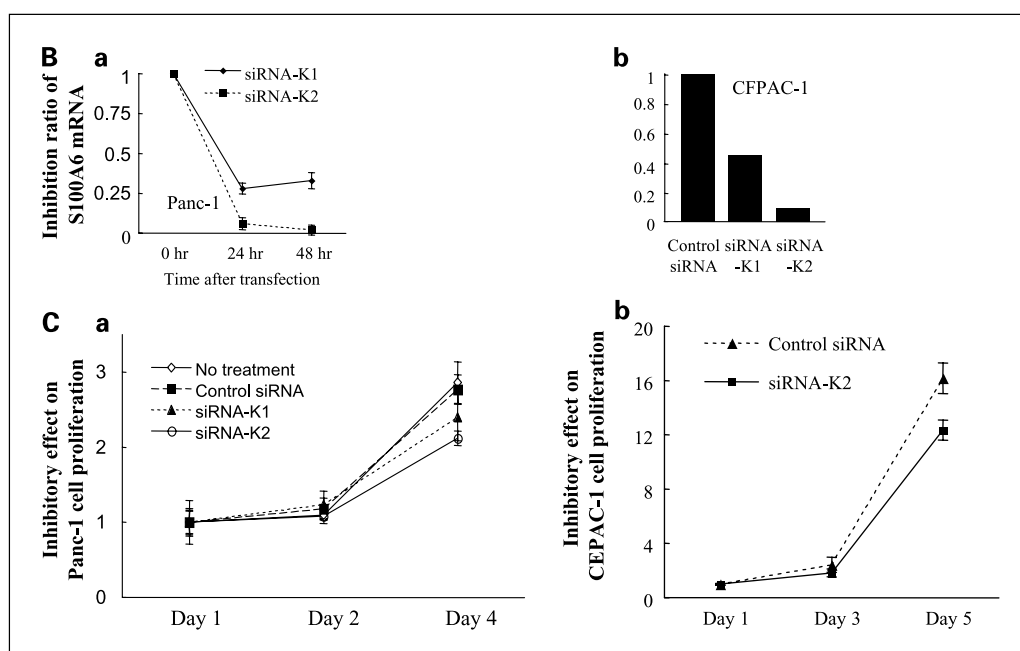 B a
Inhibition ratio of
S100A6 mRNA
1
0.75
0.5
0.25
0
siRNA-K1
siRNA-K2
Panc-1
0 hr 24 hr 48 hr
Time after transfection
b
1
0.8
0.6
0.4
0.2
0
CFPAC-1
Control siRNA siRNA
siRNA -K1 -K2
C a
Inhibitory effect on
Panc-1 cell proliferation
3
2
1
0
No treatment
Control siRNA
siRNA-K1
siRNA-K2
Day 1 Day 2 Day 4
b
Inhibitory effect on
CEPAC-1 cell proliferation
20
16
12
8
4
0
Control siRNA
siRNA-K2
Day 1 Day 3 Day 5